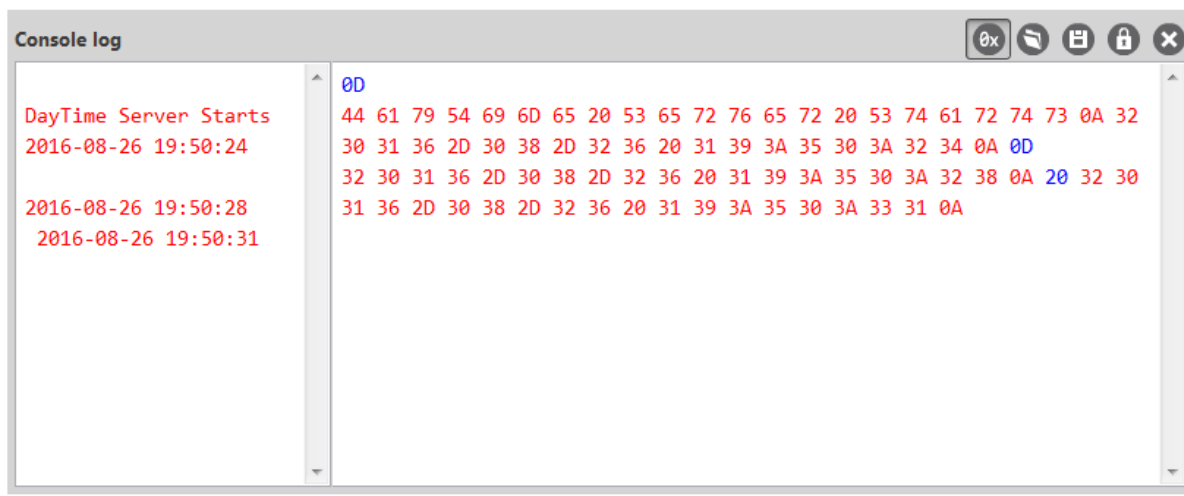 Console log
0x
DayTime Server Starts
2016-08-26 19:50:24
2016-08-26 19:50:28
2016-08-26 19:50:31
0D
44 61 79 54 69 6D 65 20 53 65 72 76 65 72 20 53 74 61 72 74 73 0A 32
30 31 36 2D 30 38 2D 32 36 20 31 39 3A 35 30 3A 32 34 0A 0D
32 30 31 36 2D 30 38 2D 32 36 20 31 39 3A 35 30 3A 32 38 0A 20 32 30
31 36 2D 30 38 2D 32 36 20 31 39 3A 35 30 3A 33 31 0A